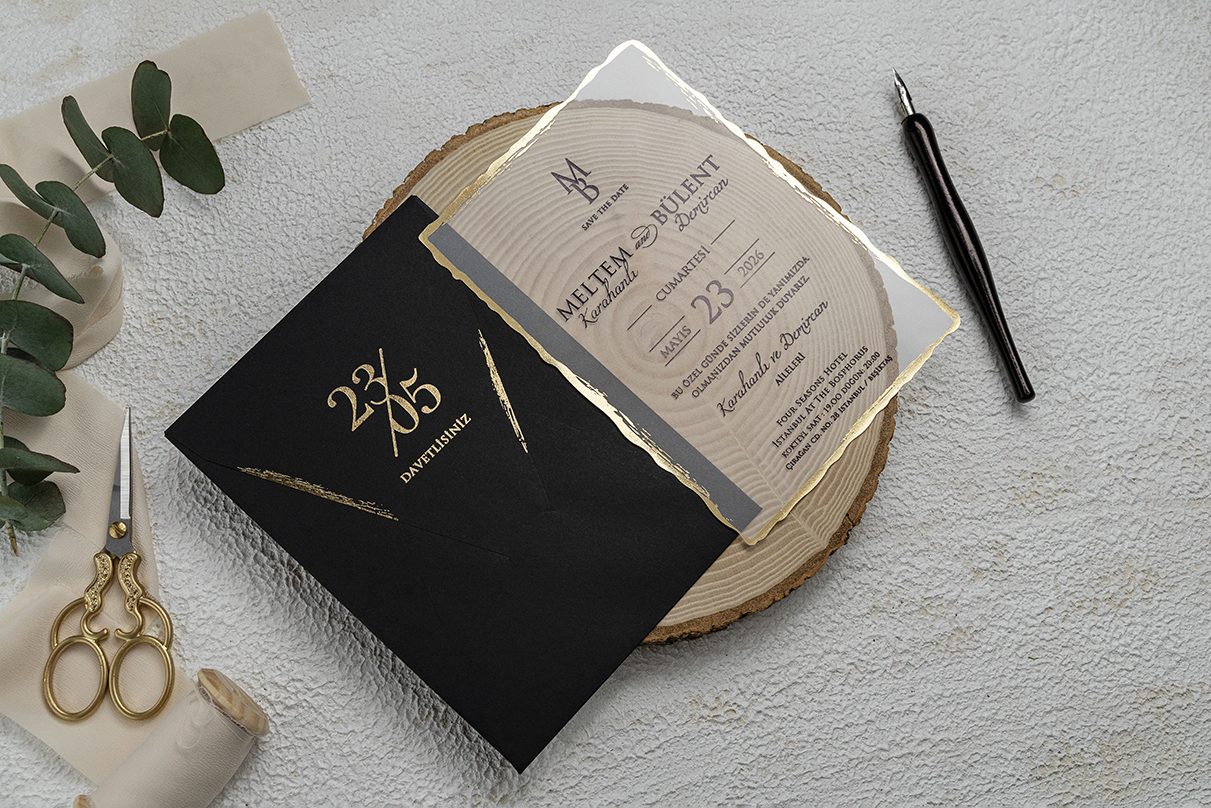 MB
SAVE THE DATE
MELTEM and BÜLENT
Karahanlı Demircan
CUMARTESİ
MAYIS 23 2026
BU ÖZEL GÜNDE SİZLERİN DE YANIMIZDA
OLMANIZDAN MUTLULUK DUYARIZ
Karahanlı ve Demircan
AİLELERİ
FOUR SEASONS HOTEL
İSTANBUL AT THE BOSPHORUS
KOKTEYL SAAT : 19:00 DÜĞÜN: 20:00
ÇIRAĞAN CD. NO: 28 İSTANBUL / BEŞİKTAŞ
23/05
DAVETLİSİNİZ